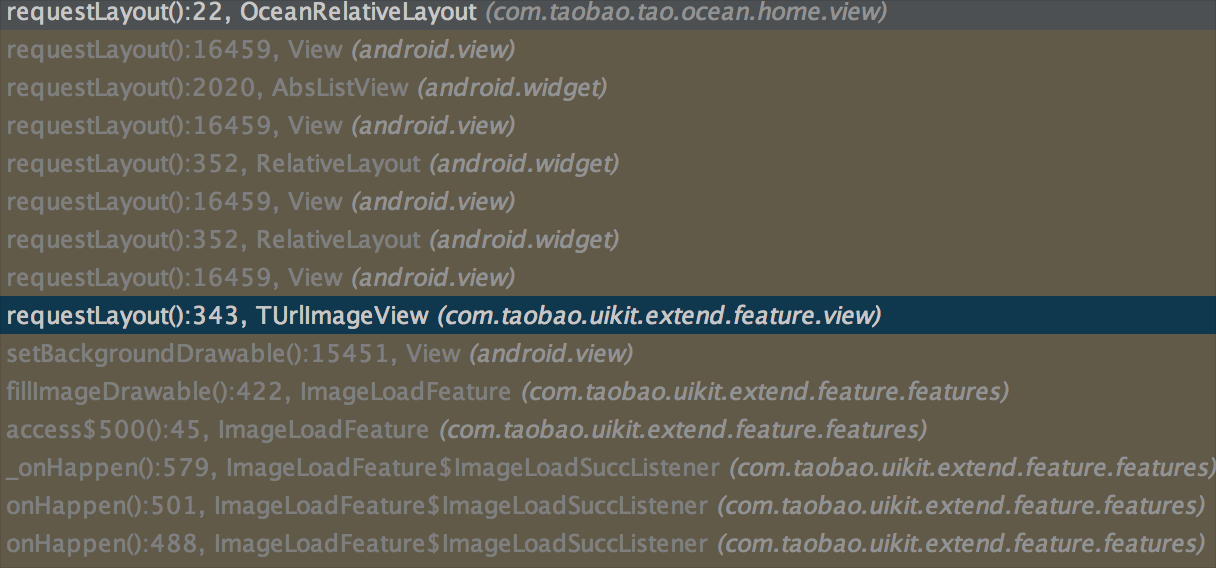 requestLayout():22, OceanRelativeLayout (com.taobao.tao.ocean.home.view)
requestLayout():16459, View (android.view)
requestLayout():2020, AbsListView (android.widget)
requestLayout():16459, View (android.view)
requestLayout():352, RelativeLayout (android.widget)
requestLayout():16459, View (android.view)
requestLayout():352, RelativeLayout (android.widget)
requestLayout():16459, View (android.view)
requestLayout():343, TUrlImageView (com.taobao.uikit.extend.feature.view)
setBackgroundDrawable():15451, View (android.view)
fillImageDrawable():422, ImageLoadFeature (com.taobao.uikit.extend.feature.features)
access$500():45, ImageLoadFeature (com.taobao.uikit.extend.feature.features)
_onHappen():579, ImageLoadFeature$ImageLoadSuccListener (com.taobao.uikit.extend.feature.features)
onHappen():501, ImageLoadFeature$ImageLoadSuccListener (com.taobao.uikit.extend.feature.features)
onHappen():488, ImageLoadFeature$ImageLoadSuccListener (com.taobao.uikit.extend.feature.features)